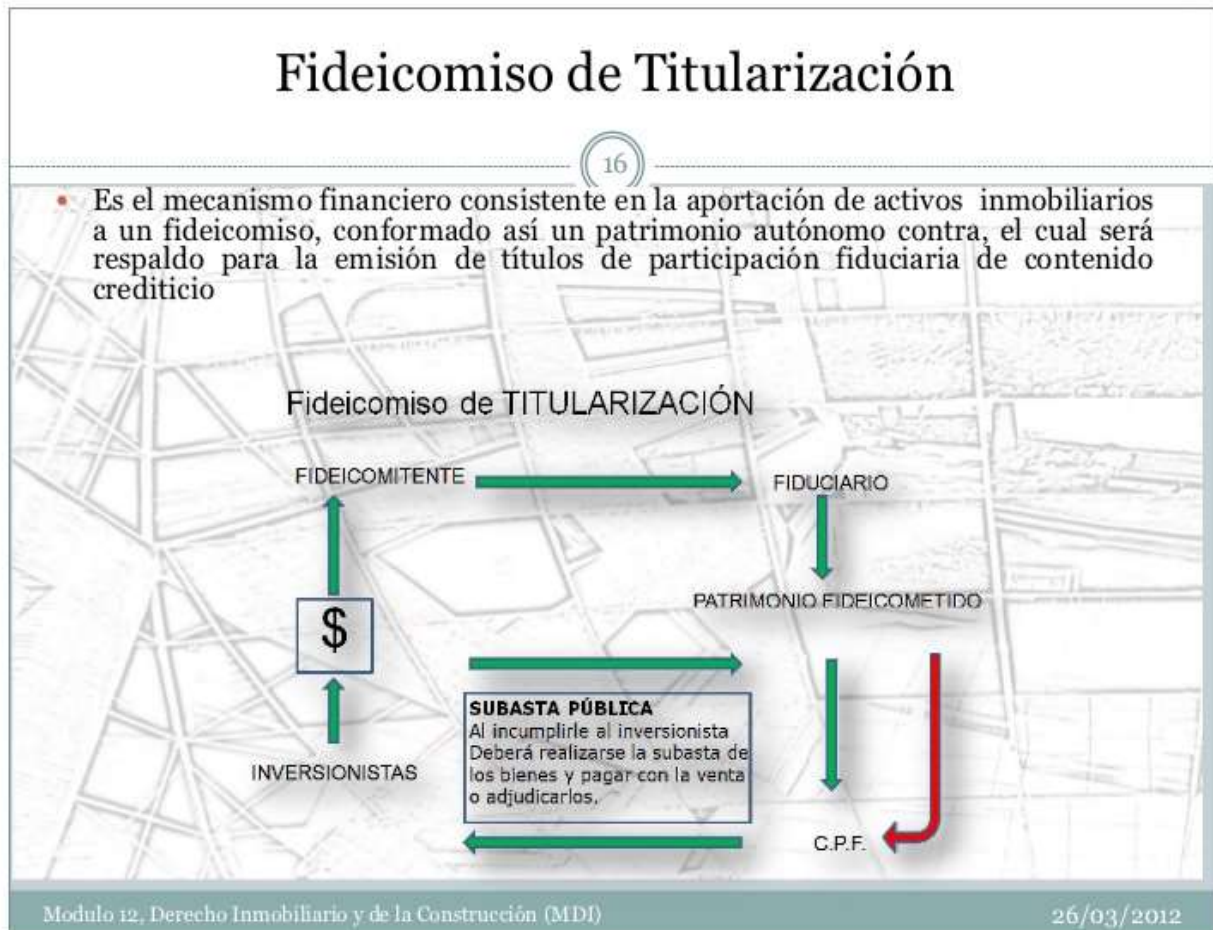 Fideicomiso de Titularización
16
• Es el mecanismo financiero consistente en la aportación de activos inmobiliarios
a un fideicomiso, conformado así un patrimonio autónomo contra, el cual será
respaldo para la emisión de títulos de participación fiduciaria de contenido
crediticio
Fideicomiso de TITULARIZACIÓN
FIDEICOMITENTE
FIDUCIARIO
PATRIMONIO FIDEICOMETIDO
$
SUBASTA PÚBLICA
Al incumplirle al inversionista
Deberá realizarse la subasta de
los bienes y pagar con la venta
o adjudicarlos.
INVERSIONISTAS
C.P.F.
Modulo 12, Derecho Inmobiliario y de la Construcción (MDI)
26/03/2012